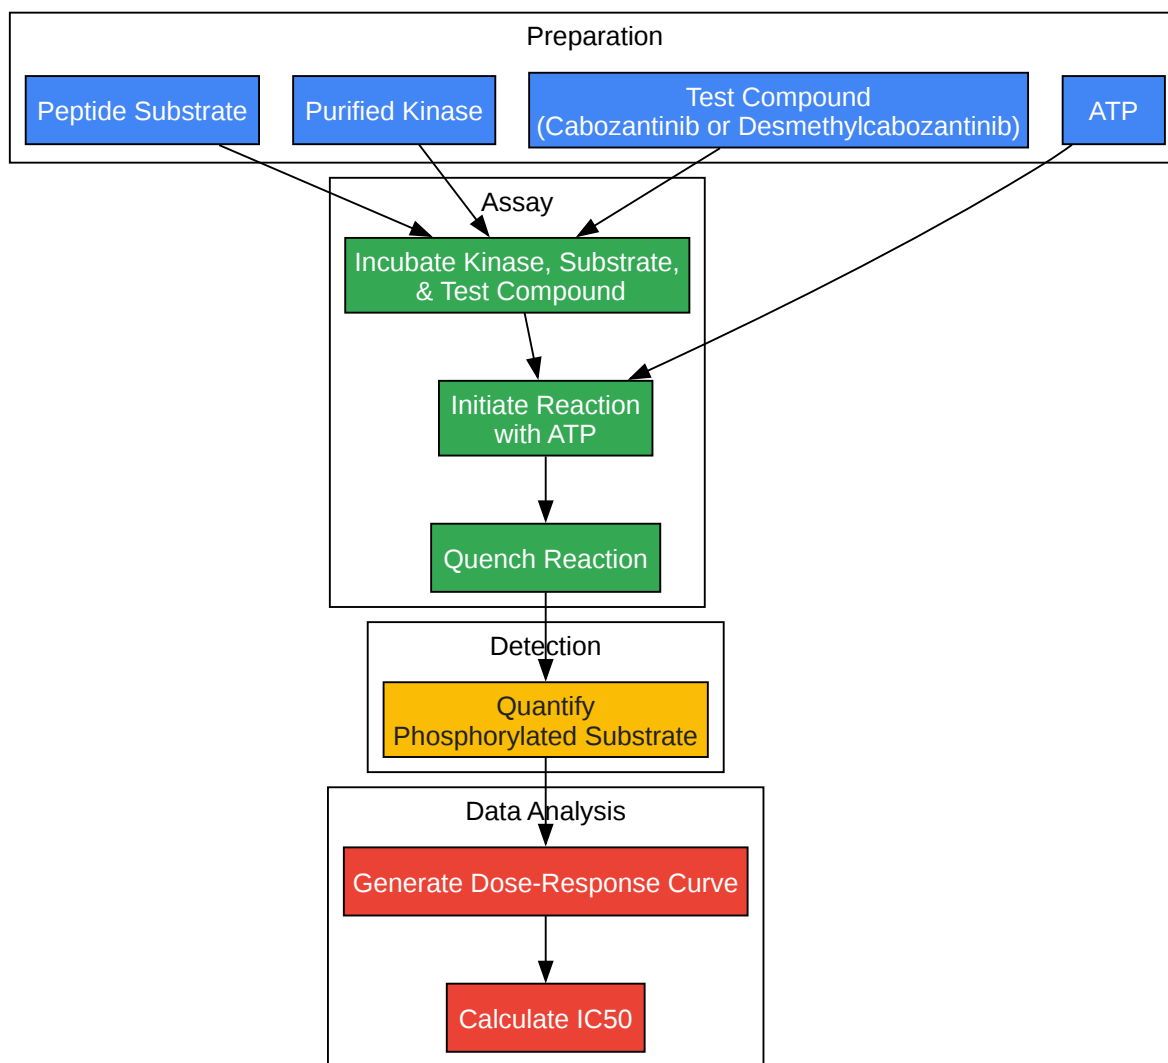 Preparation
Peptide Substrate
Purified Kinase
Test Compound
(Cabozantinib or Desmethylcabozantinib)
ATP
Assay
Incubate Kinase, Substrate,
& Test Compound
Initiate Reaction
with ATP
Quench Reaction
Detection
Quantify
Phosphorylated Substrate
Data Analysis
Generate Dose-Response Curve
Calculate IC50